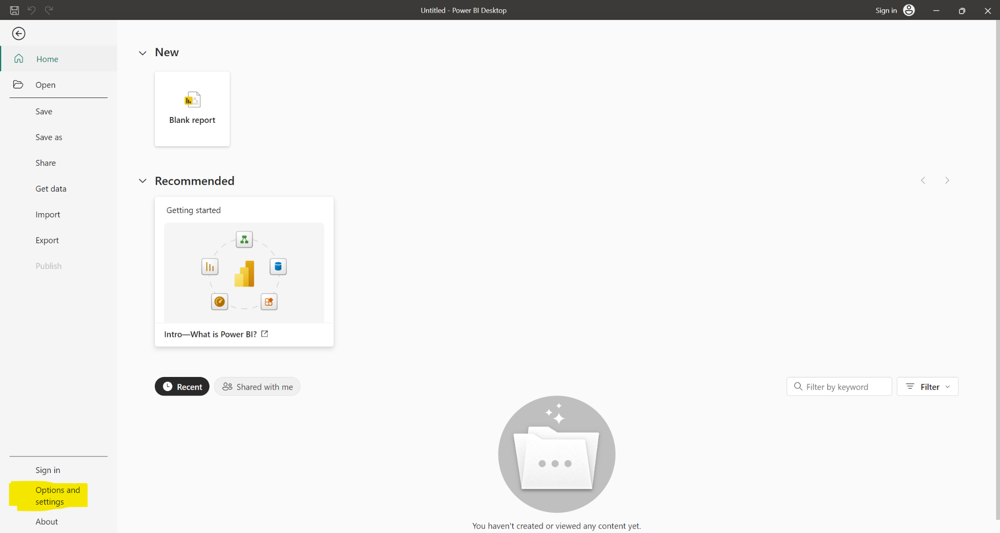 Untitled - Power BI Desktop
Sign in
Home
Open
Save
Save as
Share
Get data
Import
Export
Publish
Sign in
Options and
settings
About
New
Blank report
Recommended
Getting started
Intro—What is Power BI?
Recent
Shared with me
Filter by keyword
Filter
You haven't created or viewed any content yet.